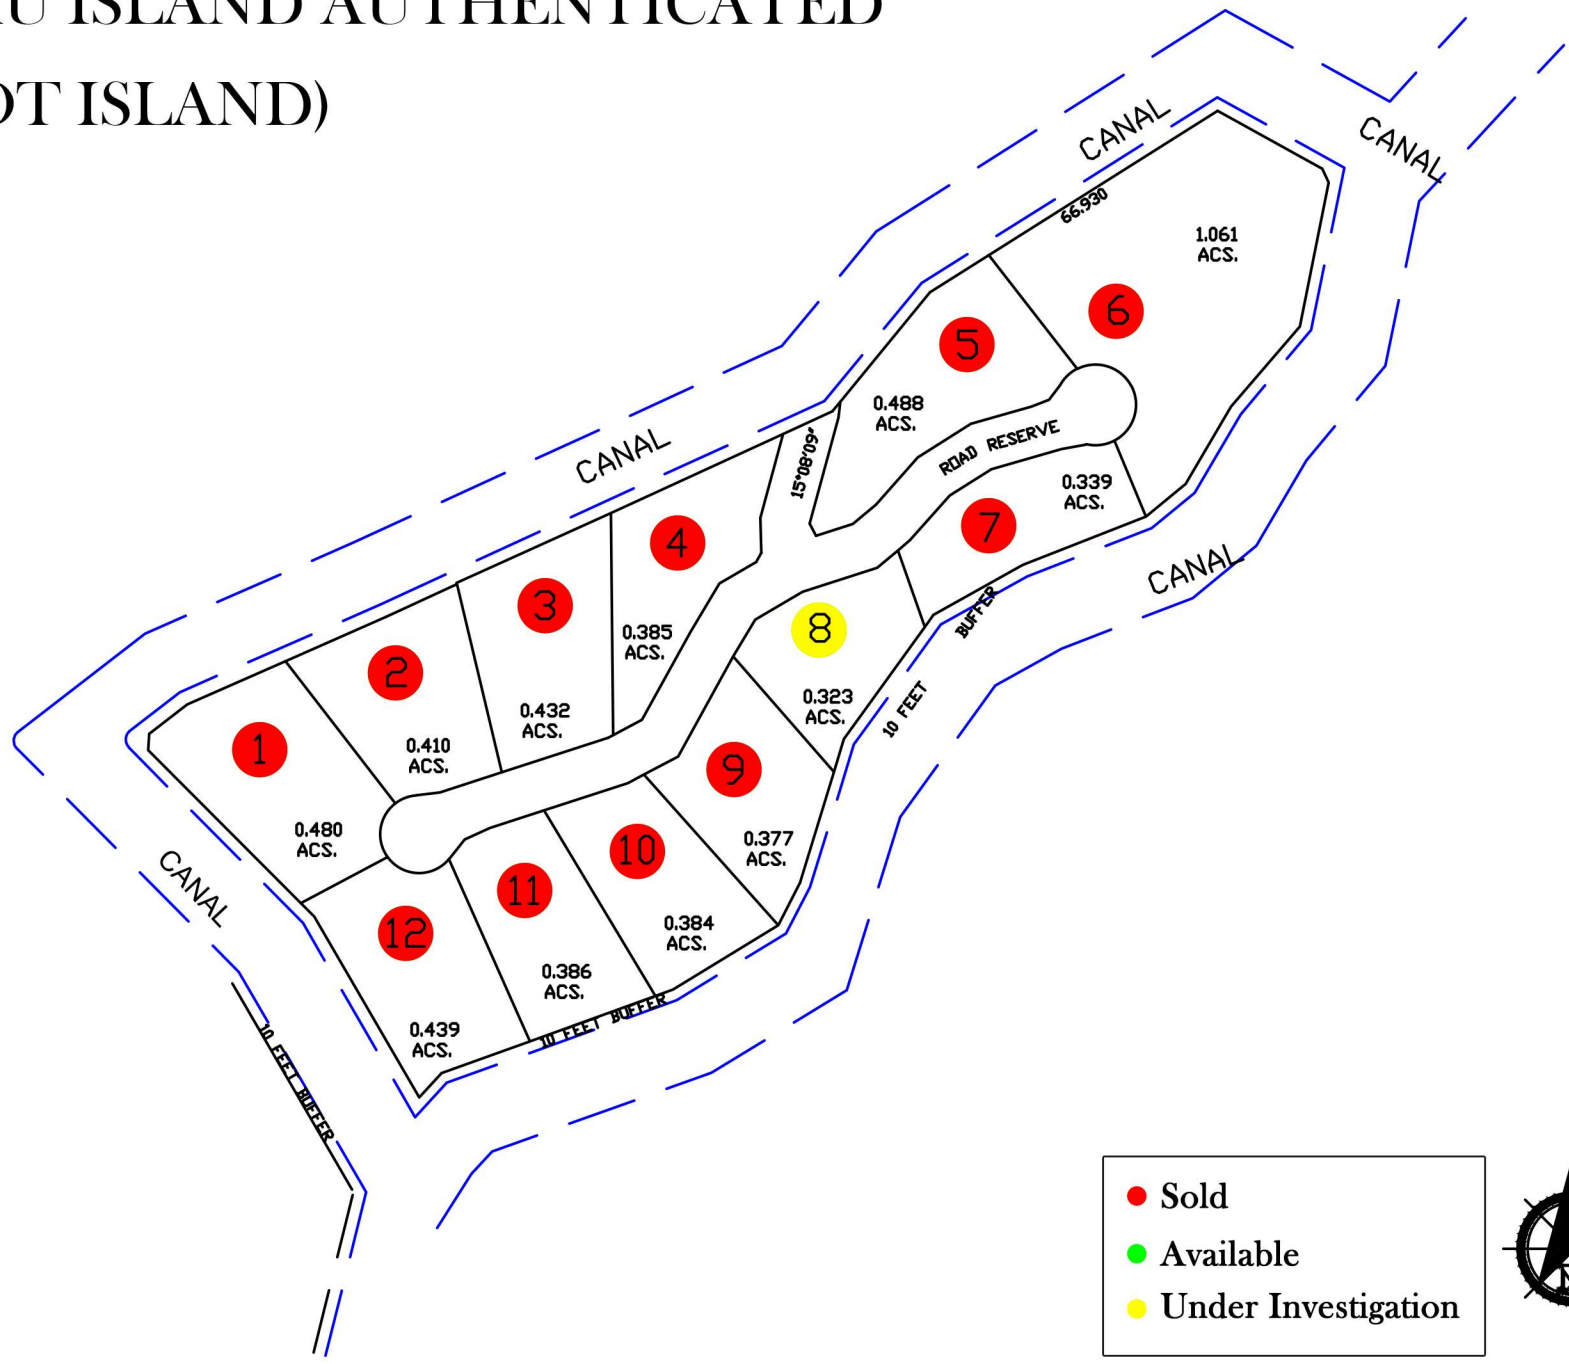 ISLAND AUTHENTICATED
ISLAND)
CANAL
CANAL
66.930
1.061
ACS.
6
5
0.488
ACS.
CANAL
15°08'09"
ROAD RESERVE
0.339
ACS.
7
4
CANAL
3
0.385
ACS.
8
BUFFER
2
0.432
ACS.
0.323
ACS.
10 FEET
1
0.410
ACS.
9
0.480
ACS.
0.377
ACS.
10
CANAL
11
12
0.384
ACS.
0.386
ACS.
10 FEET BUFFER
0.439
ACS.
10 FEET BUFFER
Sold
Available
Under Investigation